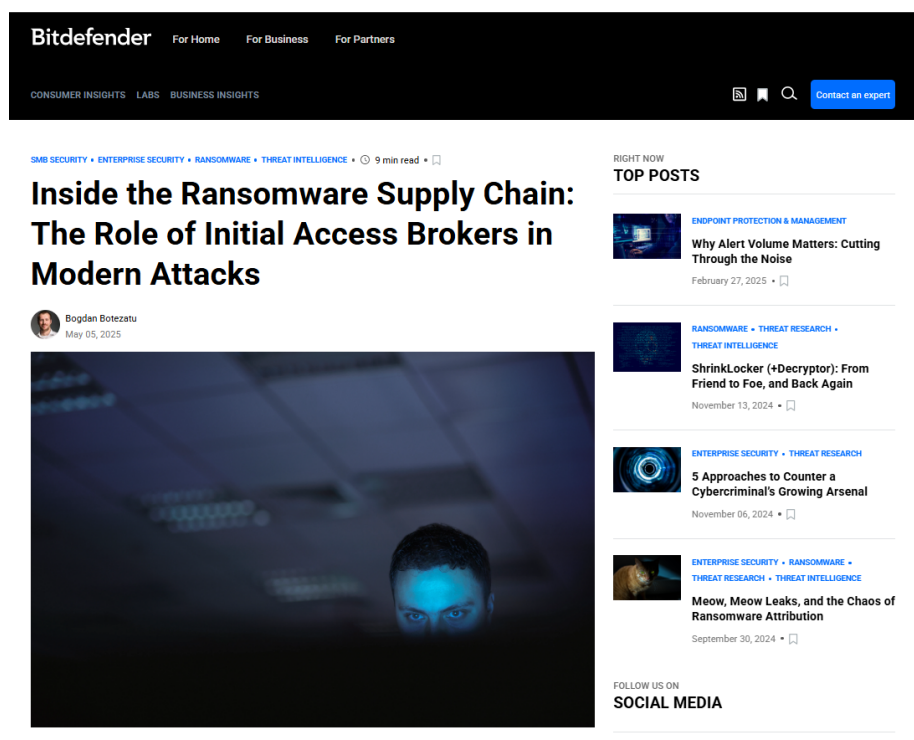 Bitdefender For Home For Business For Partners
CONSUMER INSIGHTS LABS BUSINESS INSIGHTS
Contact an expert
SMB SECURITY • ENTERPRISE SECURITY • RANSOMWARE • THREAT INTELLIGENCE • 9 min read •
Inside the Ransomware Supply Chain:
The Role of Initial Access Brokers in
Modern Attacks
Bogdan Botezatu
May 05, 2025
RIGHT NOW
TOP POSTS
ENDPOINT PROTECTION & MANAGEMENT
Why Alert Volume Matters: Cutting
Through the Noise
February 27, 2025 •
RANSOMWARE • THREAT RESEARCH •
THREAT INTELLIGENCE
ShrinkLocker (+Decryptor): From
Friend to Foe, and Back Again
November 13, 2024 •
ENTERPRISE SECURITY • THREAT RESEARCH
5 Approaches to Counter a
Cybercriminal's Growing Arsenal
November 06, 2024 •
ENTERPRISE SECURITY • RANSOMWARE •
THREAT RESEARCH • THREAT INTELLIGENCE
Meow, Meow Leaks, and the Chaos of
Ransomware Attribution
September 30, 2024 •
FOLLOW US ON
SOCIAL MEDIA